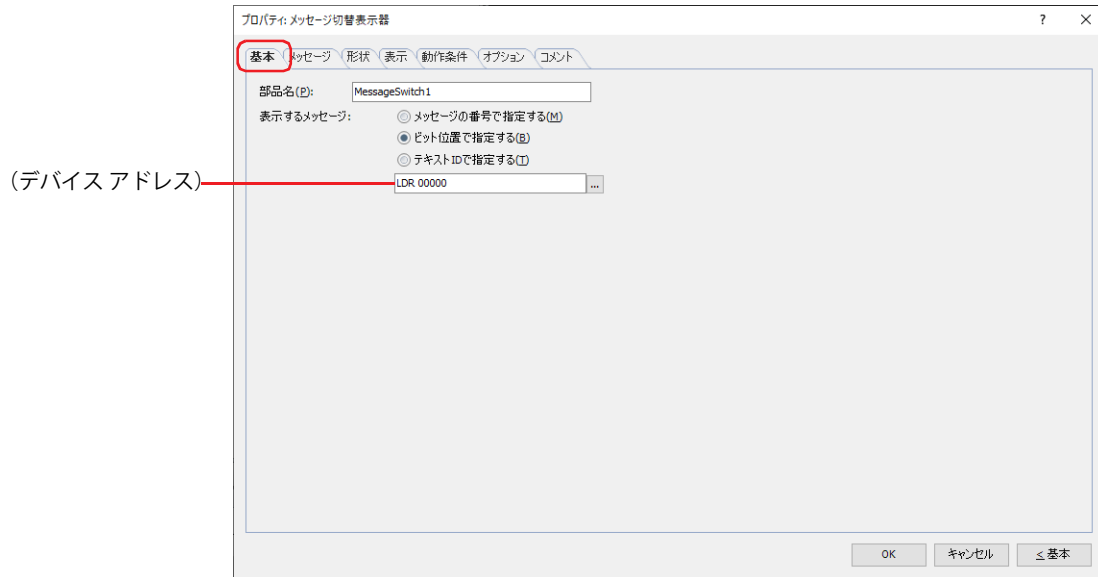 プロパティ: メッセージ切替表示器 ? ×
基本 メッセージ 形状 表示 動作条件 オプション コメント
部品名(P): MessageSwitch1
表示するメッセージ: メッセージの番号で指定する(M)
ビット位置で指定する(B)
テキストIDで指定する(T)
(デバイス アドレス) LDR 00000 ...
OK キャンセル < 基本